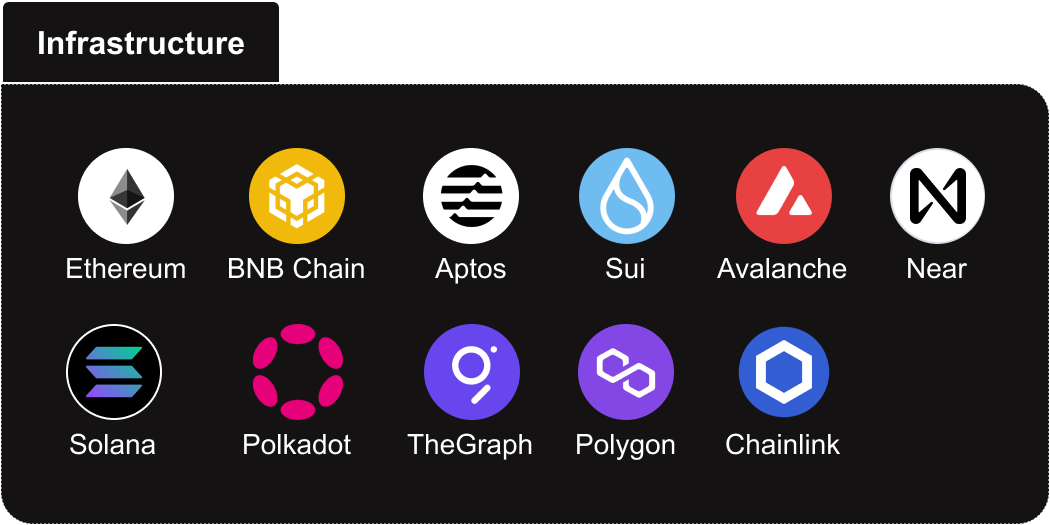 Infrastructure
Ethereum BNB Chain Aptos Sui Avalanche Near
Solana Polkadot TheGraph Polygon Chainlink